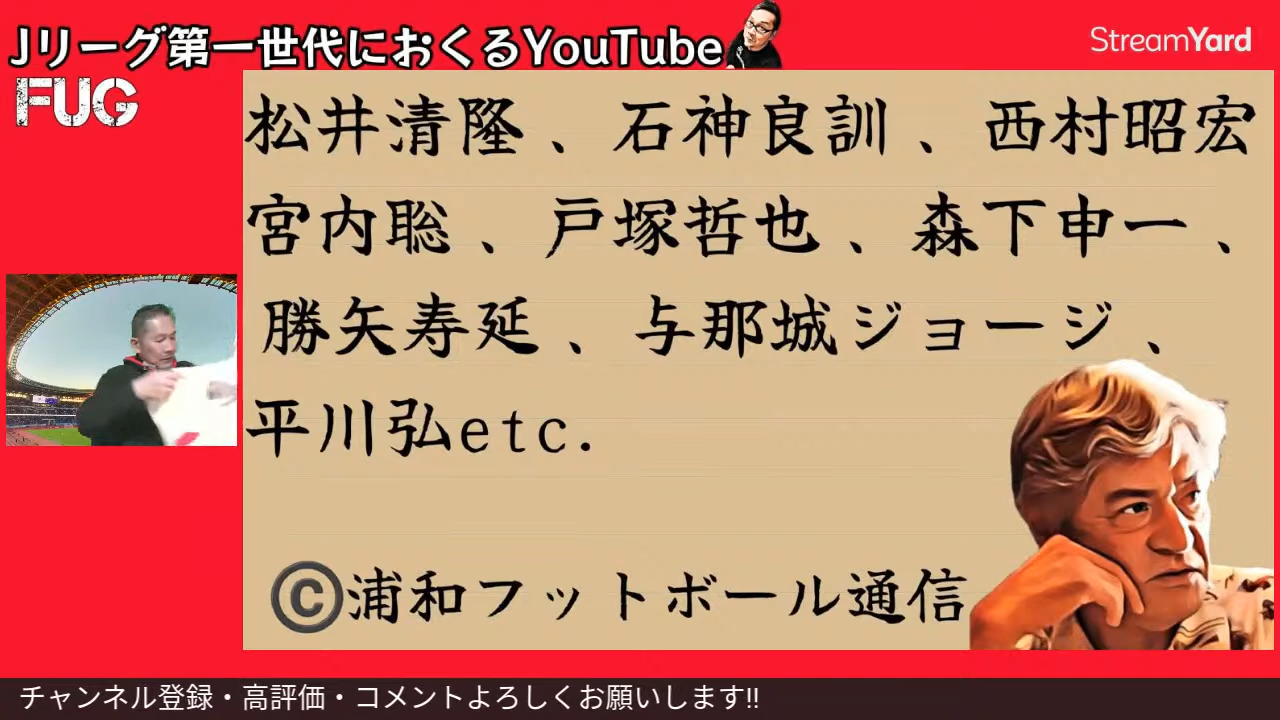 Jリーグ第一世代におくるYouTube
StreamYard
FUG
松井清隆、石神良訓、西村昭宏
宮内聡、戸塚哲也、森下申一、
勝矢寿延、与那城ジョージ、
平川弘etc.
©浦和フットボール通信
チャンネル登録・高評価・コメントよろしくお願いします!!